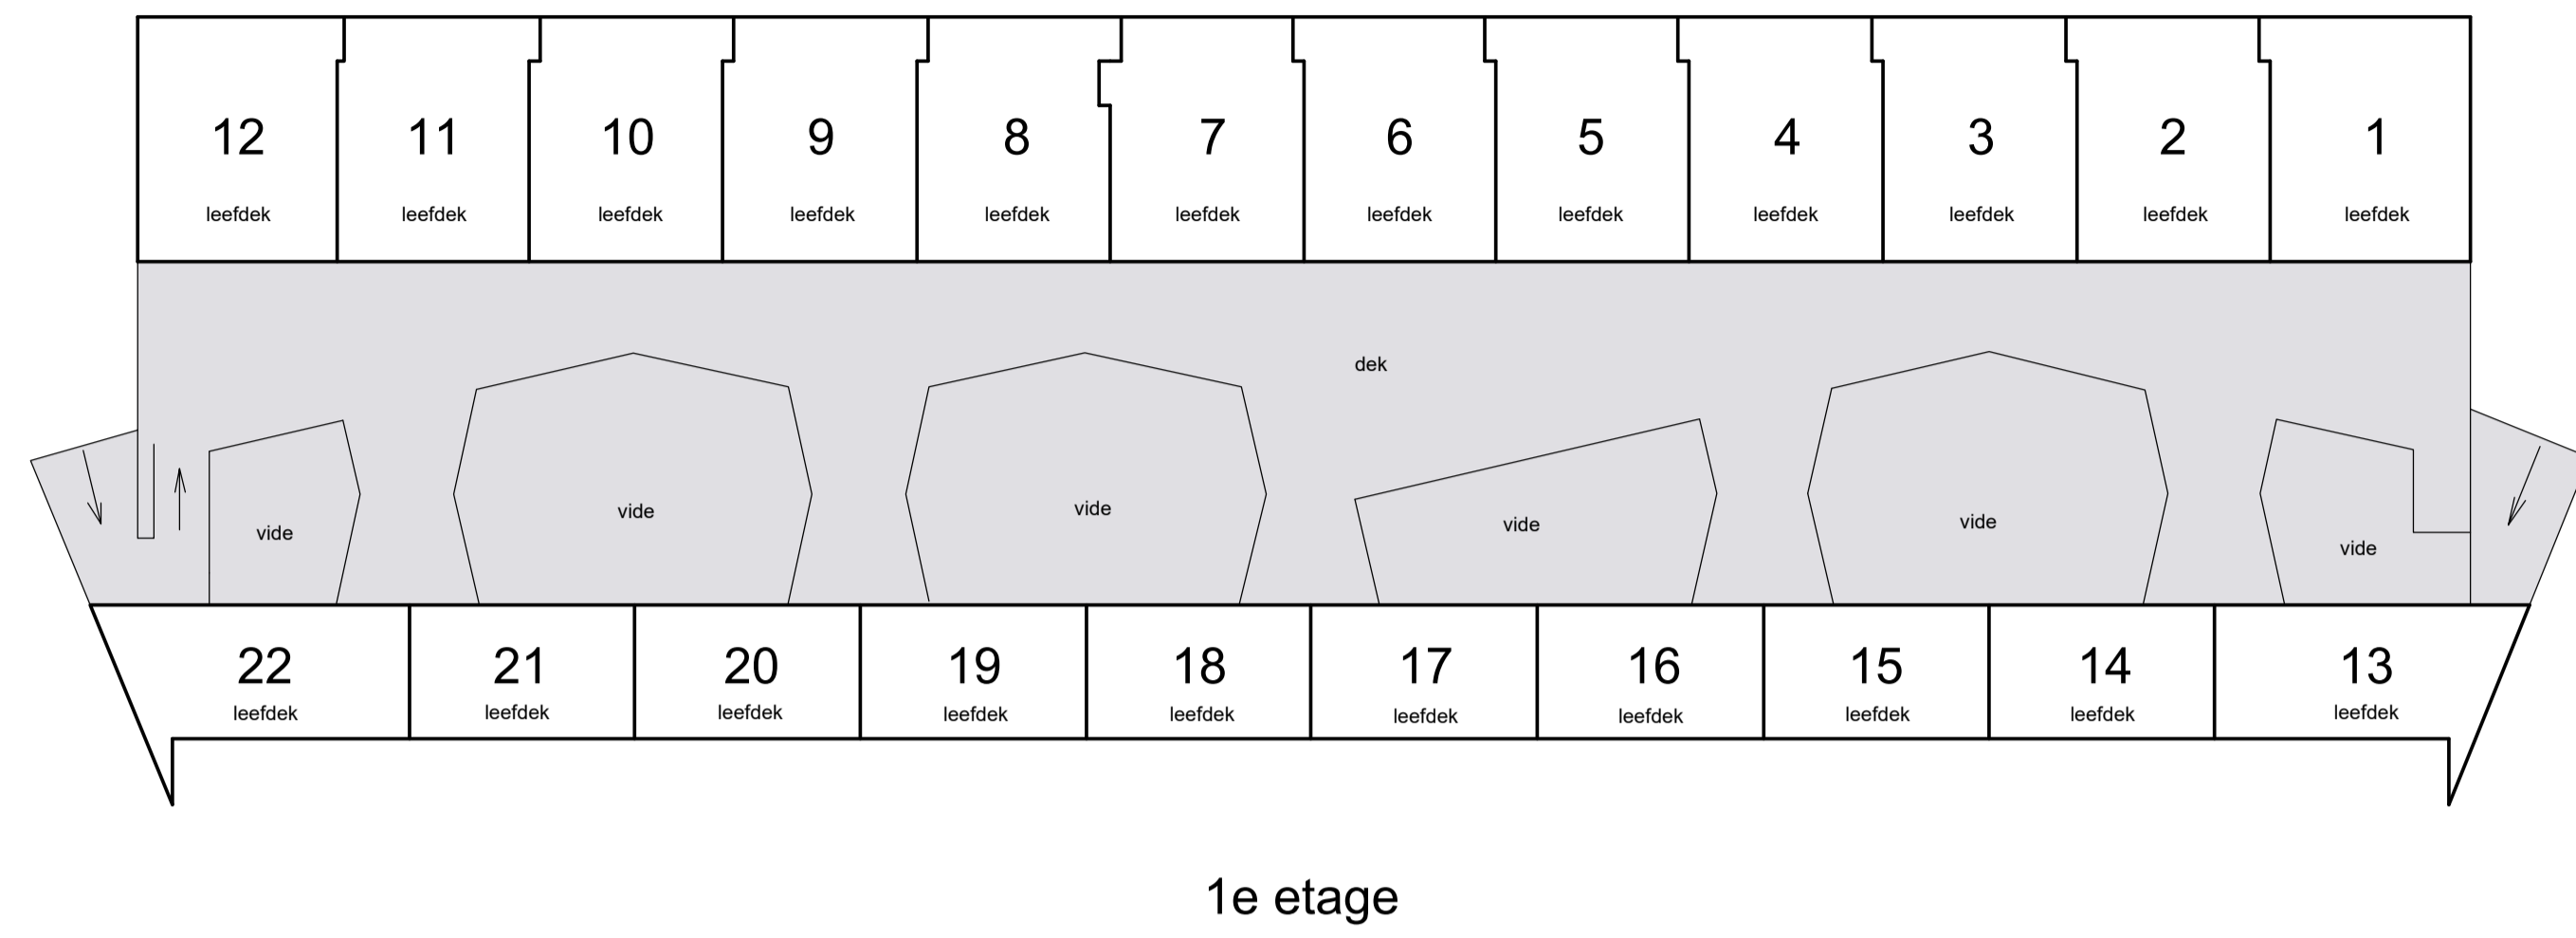 12 11 10 9 8 7 6 5 4 3 2 1
leefdek leefdek leefdek leefdek leefdek leefdek leefdek leefdek leefdek leefdek leefdek leefdek
dek
vide vide vide vide vide vide
22 21 20 19 18 17 16 15 14 13
leefdek leefdek leefdek leefdek leefdek leefdek leefdek leefdek leefdek leefdek
1e etage